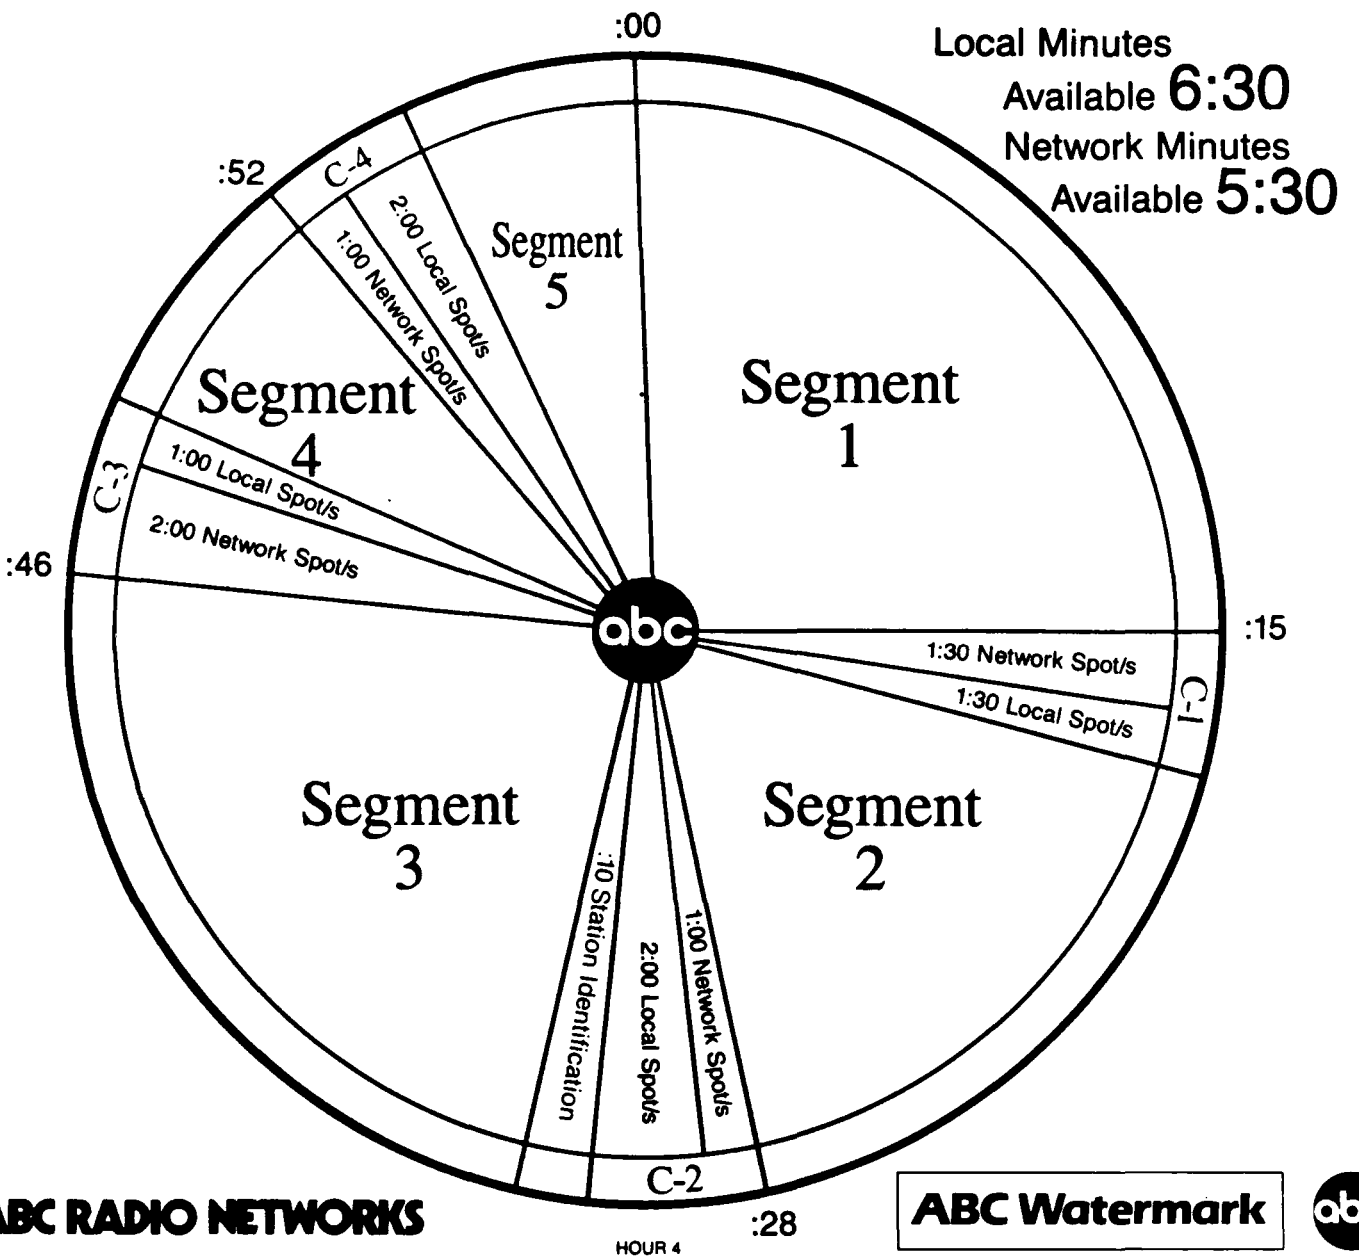 :00
Local Minutes
Available 6:30
Network Minutes
Available 5:30
:52
C-4
2:00 Local Spot/s
1:00 Network Spot/s
Segment
5
Segment
1
Segment
4
C-3
1:00 Local Spot/s
2:00 Network Spot/s
:46
abc
:15
1:30 Network Spot/s
1:30 Local Spot/s
C-1
Segment
3
Segment
2
:10 Station Identification
2:00 Local Spot/s
1:00 Network Spot/s
C-2
:28
ABC RADIO NETWORKS
HOUR 4
ABC Watermark